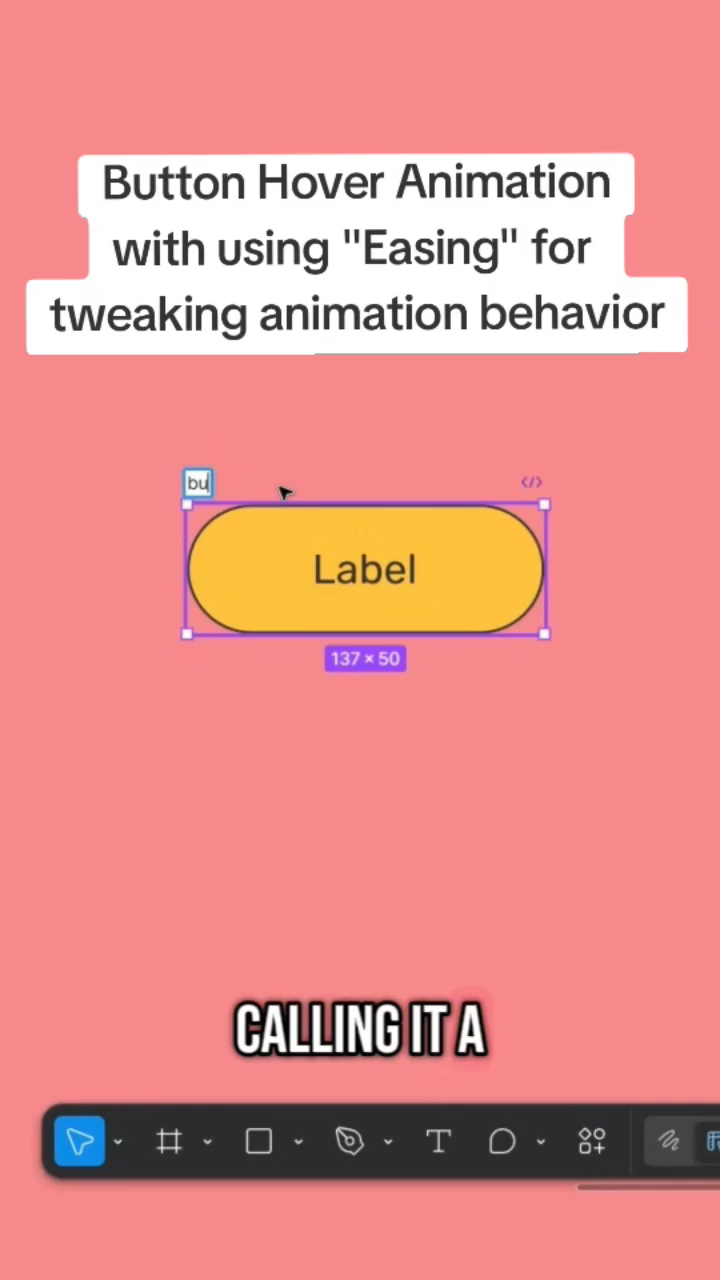 Button Hover Animation
with using "Easing" for
tweaking animation behavior
bu
</>
Label
137 × 50
CALLING IT A
T